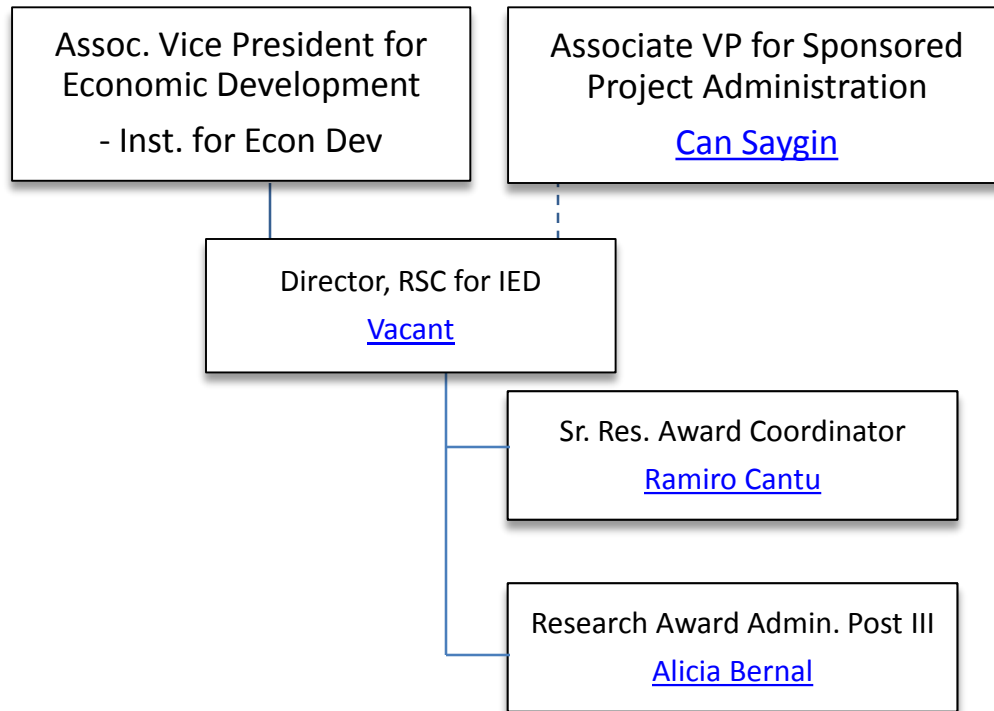 Assoc. Vice President for
Economic Development
- Inst. for Econ Dev
Associate VP for Sponsored
Project Administration
Can Saygin
Director, RSC for IED
Vacant
Sr. Res. Award Coordinator
Ramiro Cantu
Research Award Admin. Post III
Alicia Bernal